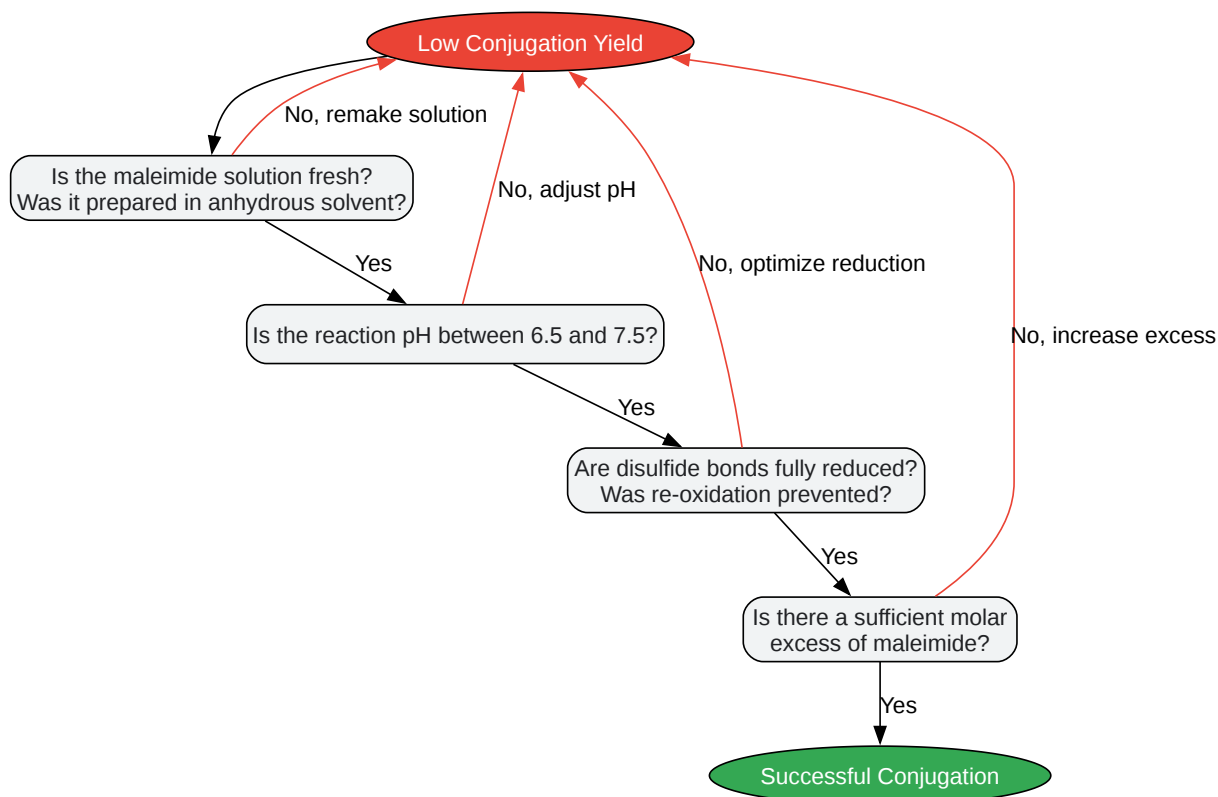 Low Conjugation Yield
No, remake solution
Is the maleimide solution fresh?
Was it prepared in anhydrous solvent?
No, adjust pH
Yes
No, optimize reduction
Is the reaction pH between 6.5 and 7.5?
No, increase excess
Yes
Are disulfide bonds fully reduced?
Was re-oxidation prevented?
Yes
Is there a sufficient molar
excess of maleimide?
Yes
Successful Conjugation